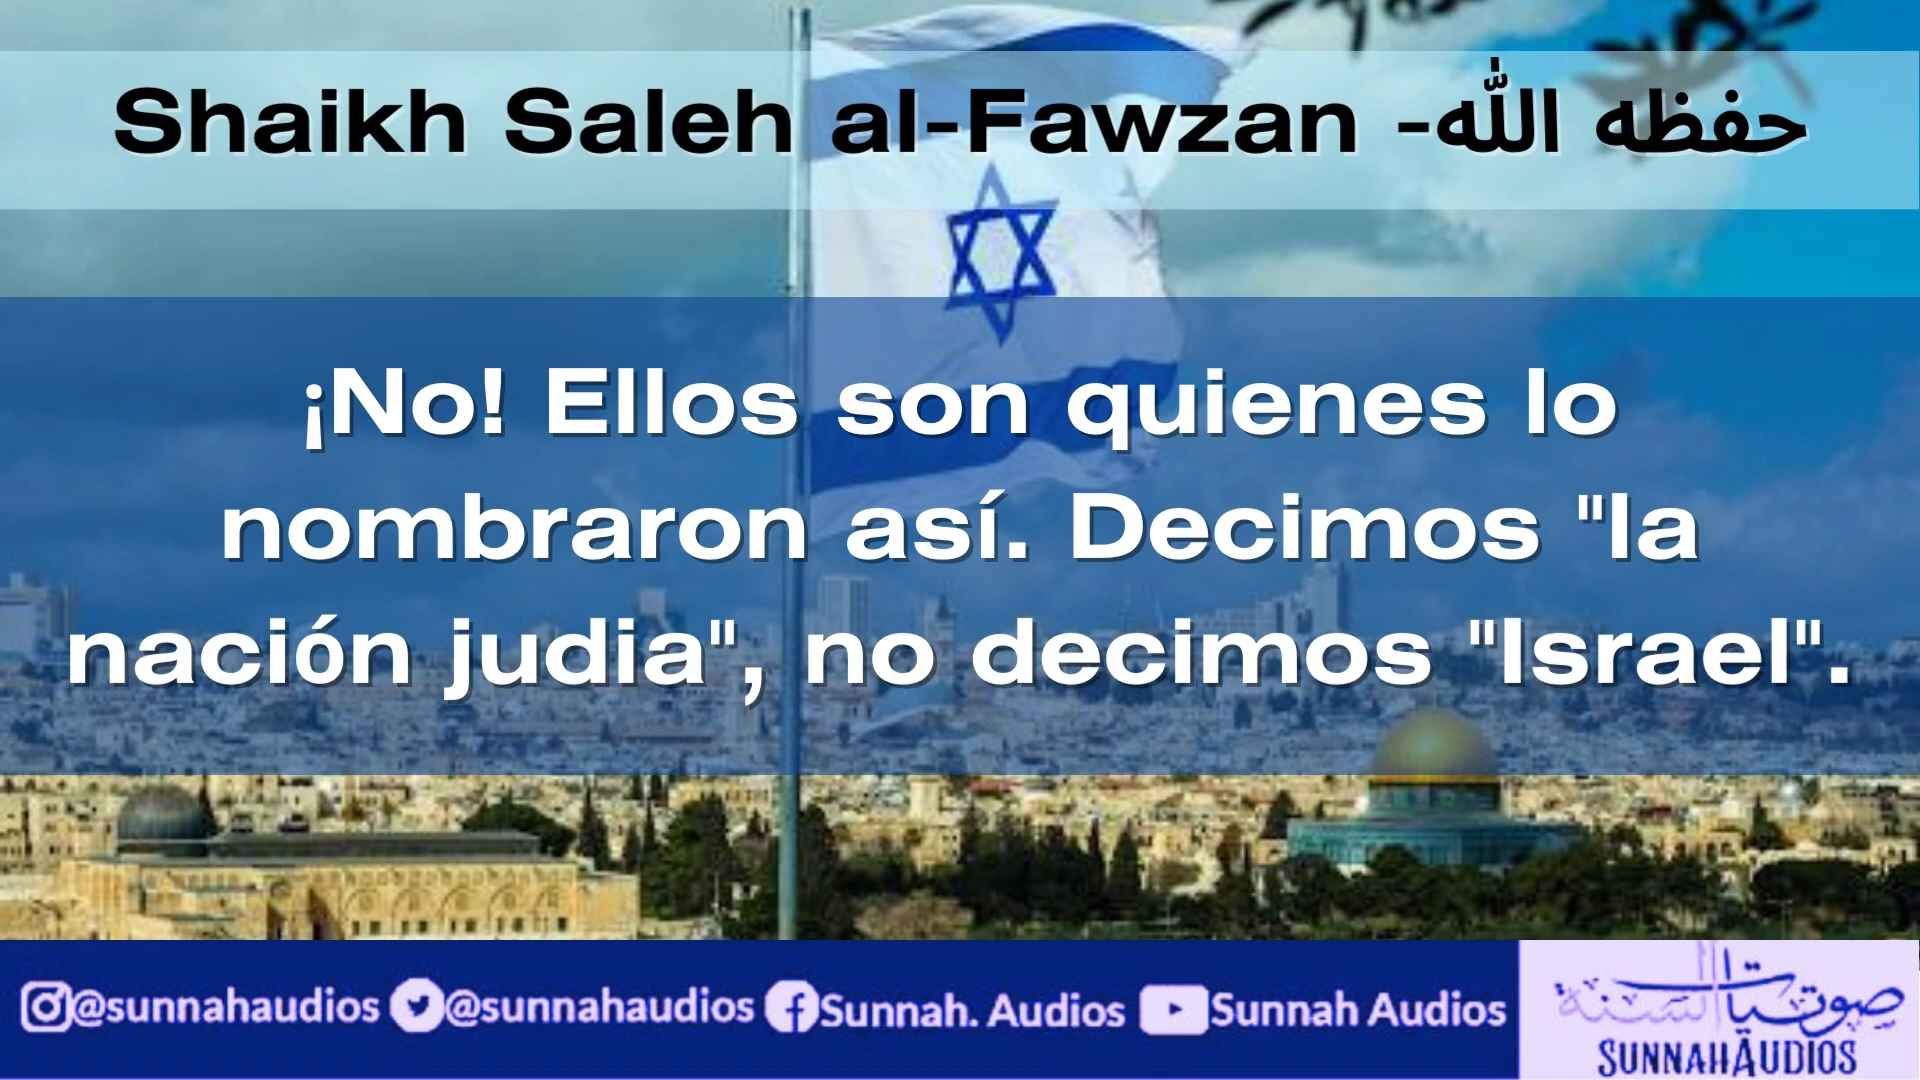 Shaikh Saleh al-Fawzan -حفظه الله
¡No! Ellos son quienes lo
nombraron así. Decimos "la
nación judia", no decimos "Israel".
@sunnahaudios @sunnahaudios Sunnah. Audios Sunnah Audios
صوتيات السنة
SUNNAHAUDIOS